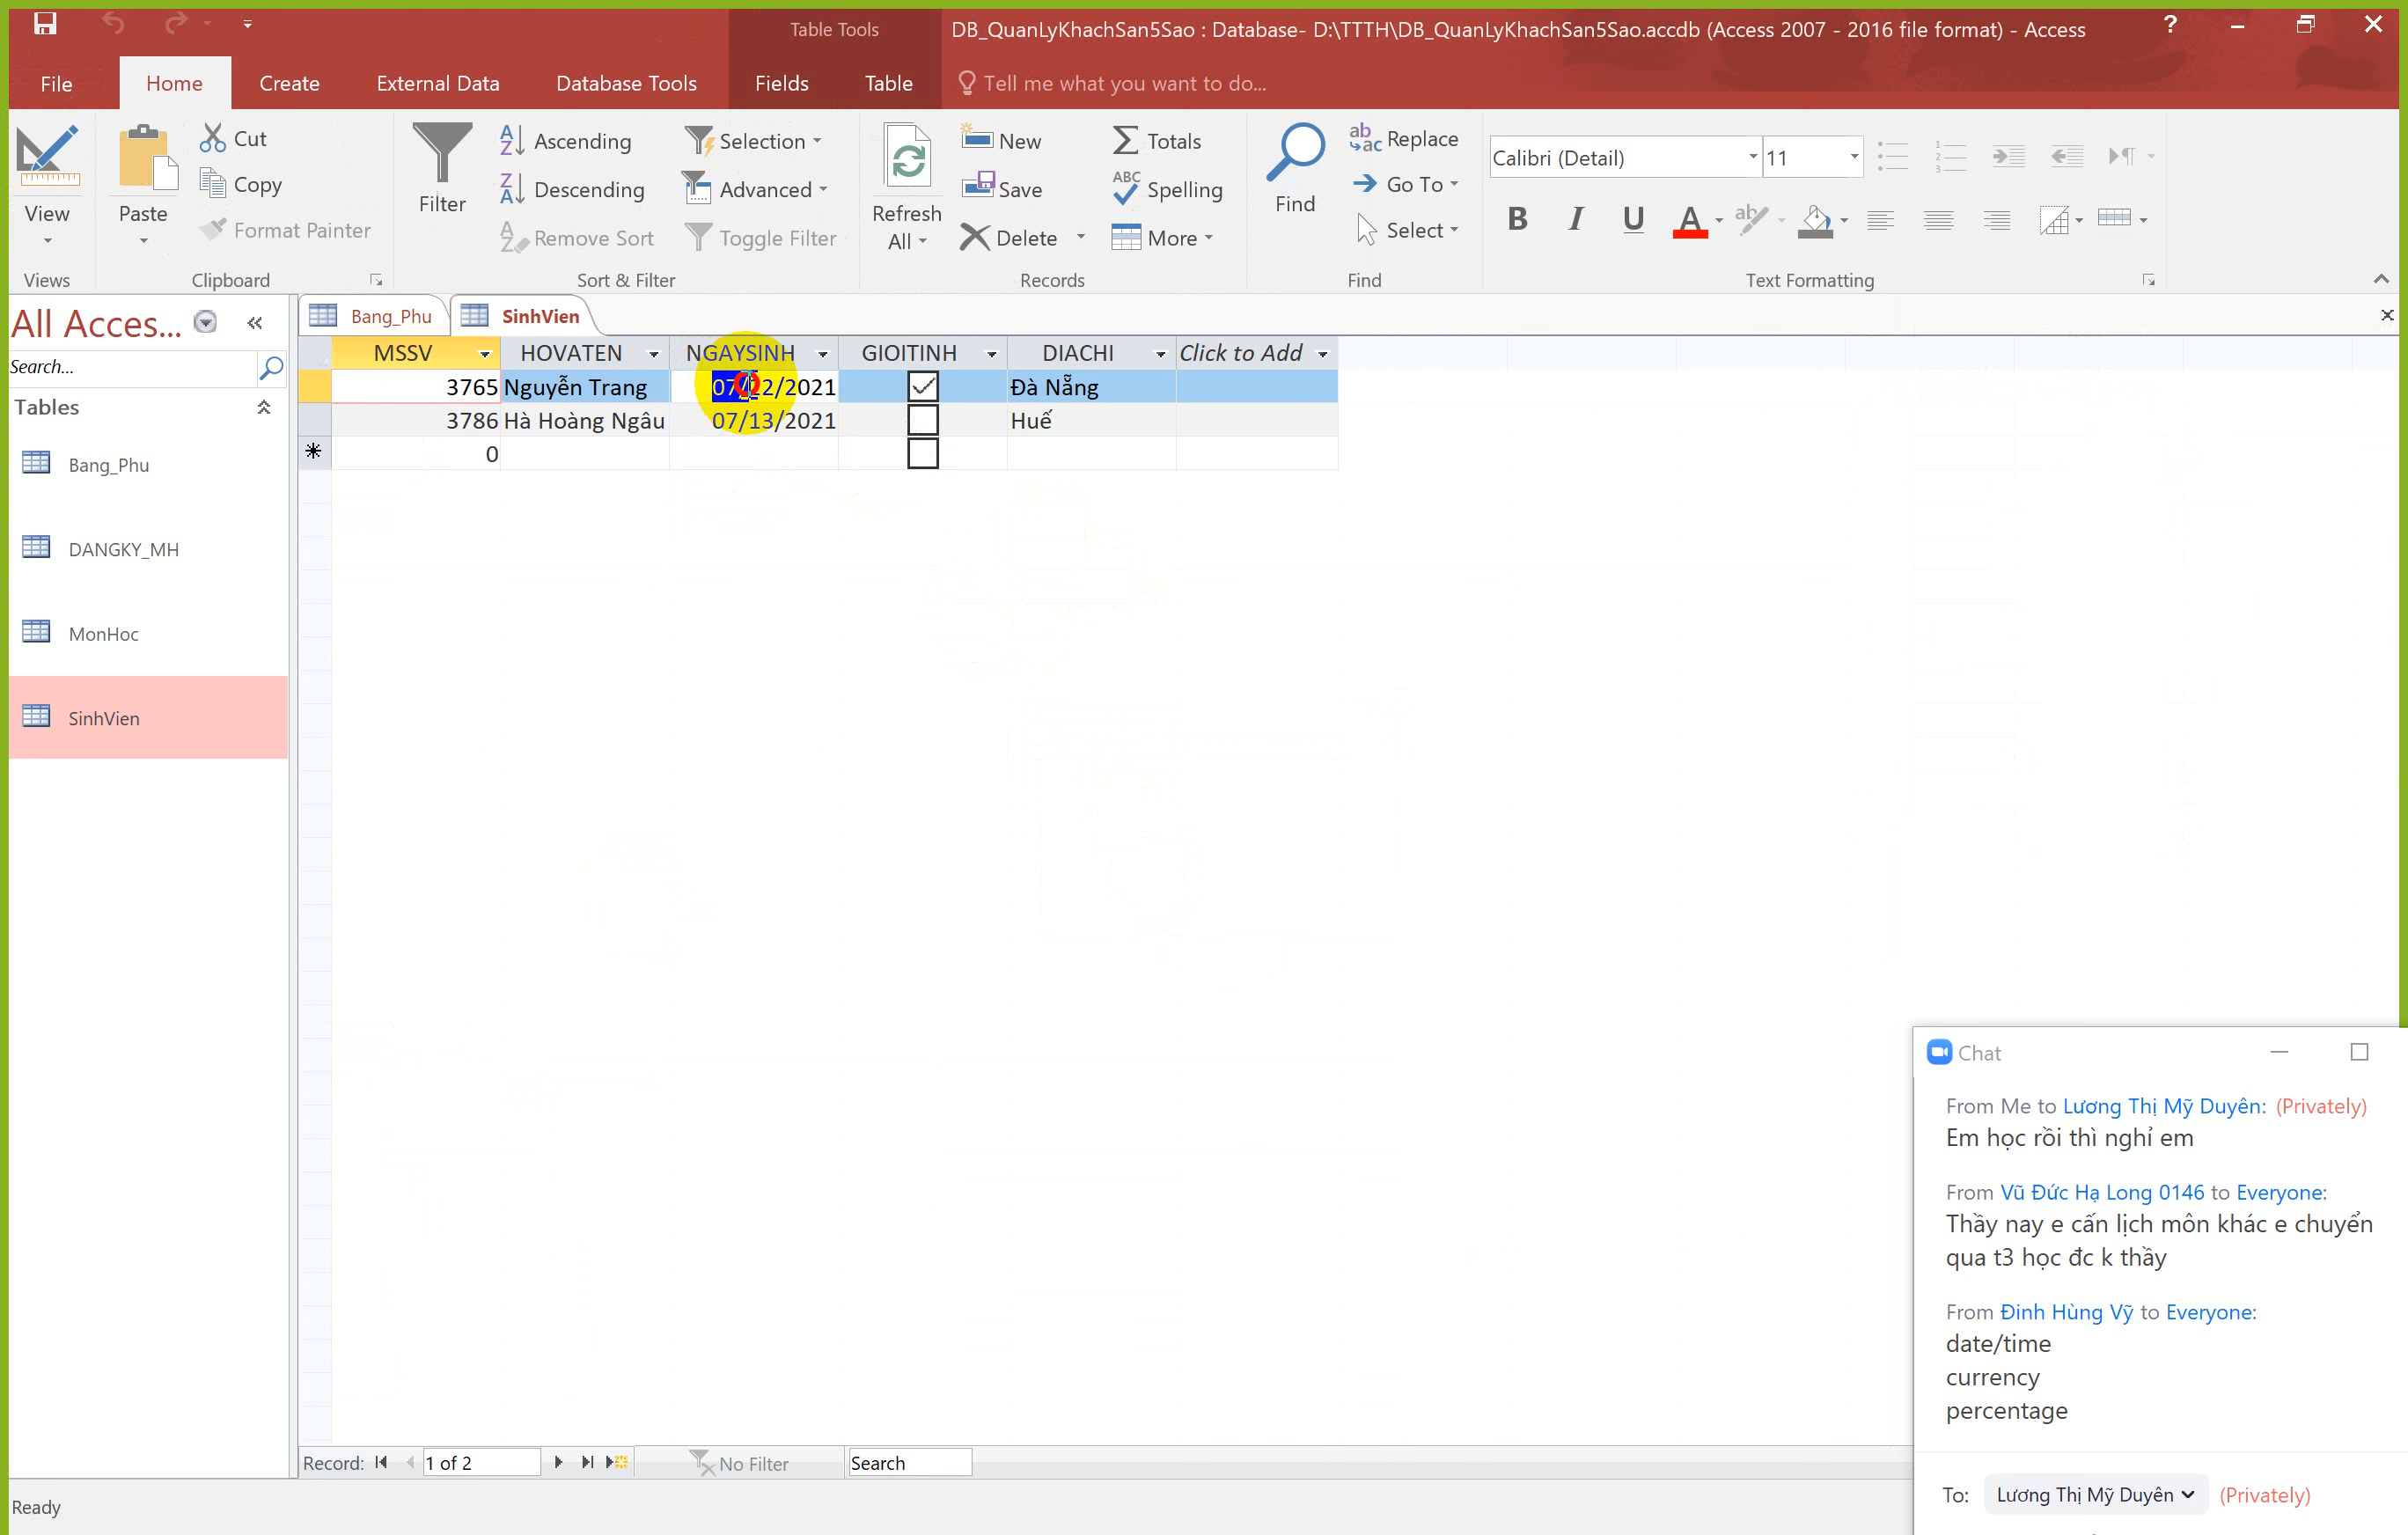 Table Tools
DB_QuanLyKhachSan5Sao : Database- D:\TTTH\DB_QuanLyKhachSan5Sao.accdb (Access 2007 - 2016 file format) - Access
?
File Home Create External Data Database Tools Fields Table Tell me what you want to do...
View
Views
Paste
Cut
Copy
Format Painter
Clipboard
Filter
Ascending
Descending
Remove Sort
Selection
Advanced
Toggle Filter
Sort & Filter
Refresh
All
New
Save
Delete
Totals
Spelling
More
Records
Find
Replace
Go To
Select
Find
Calibri (Detail) 11
B I U A
Text Formatting
All Acces...
Search...
Tables
Bang_Phu
DANGKY_MH
MonHoc
SinhVien
Bang_Phu SinhVien
MSSV HOVATEN NGAYSINH GIOITINH DIACHI Click to Add
3765 Nguyễn Trang 07/12/2021 Đà Nẵng
3786 Hà Hoàng Ngâu 07/13/2021 Huế
0
Chat
From Me to Lương Thị Mỹ Duyên: (Privately)
Em học rồi thì nghỉ em
From Vũ Đức Hạ Long 0146 to Everyone:
Thầy nay e cấn lịch môn khác e chuyển
qua t3 học đc k thầy
From Đinh Hùng Vỹ to Everyone:
date/time
currency
percentage
To: Lương Thị Mỹ Duyên (Privately)
Record: 1 of 2 No Filter Search
Ready